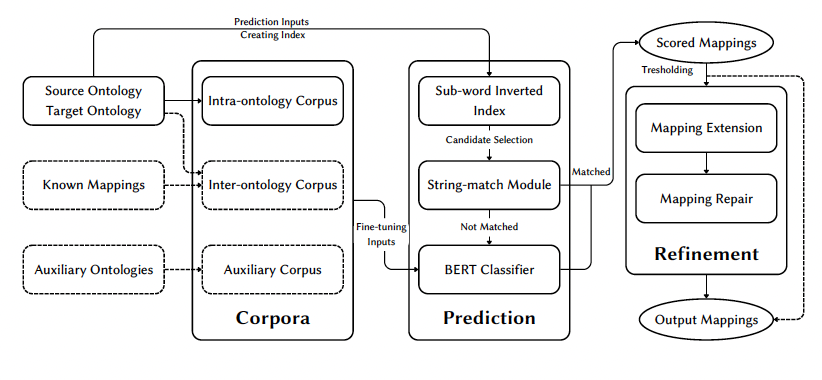 Prediction Inputs
Creating Index
Scored Mappings
Tresholding
Source Ontology
Target Ontology
Intra-ontology Corpus
Sub-word Inverted
Index
Mapping Extension
Candidate Selection
Known Mappings
Inter-ontology Corpus
String-match Module
Matched
Mapping Repair
Fine-tuning
Inputs
Not Matched
Refinement
Auxiliary Ontologies
Auxiliary Corpus
BERT Classifier
Corpora
Prediction
Output Mappings